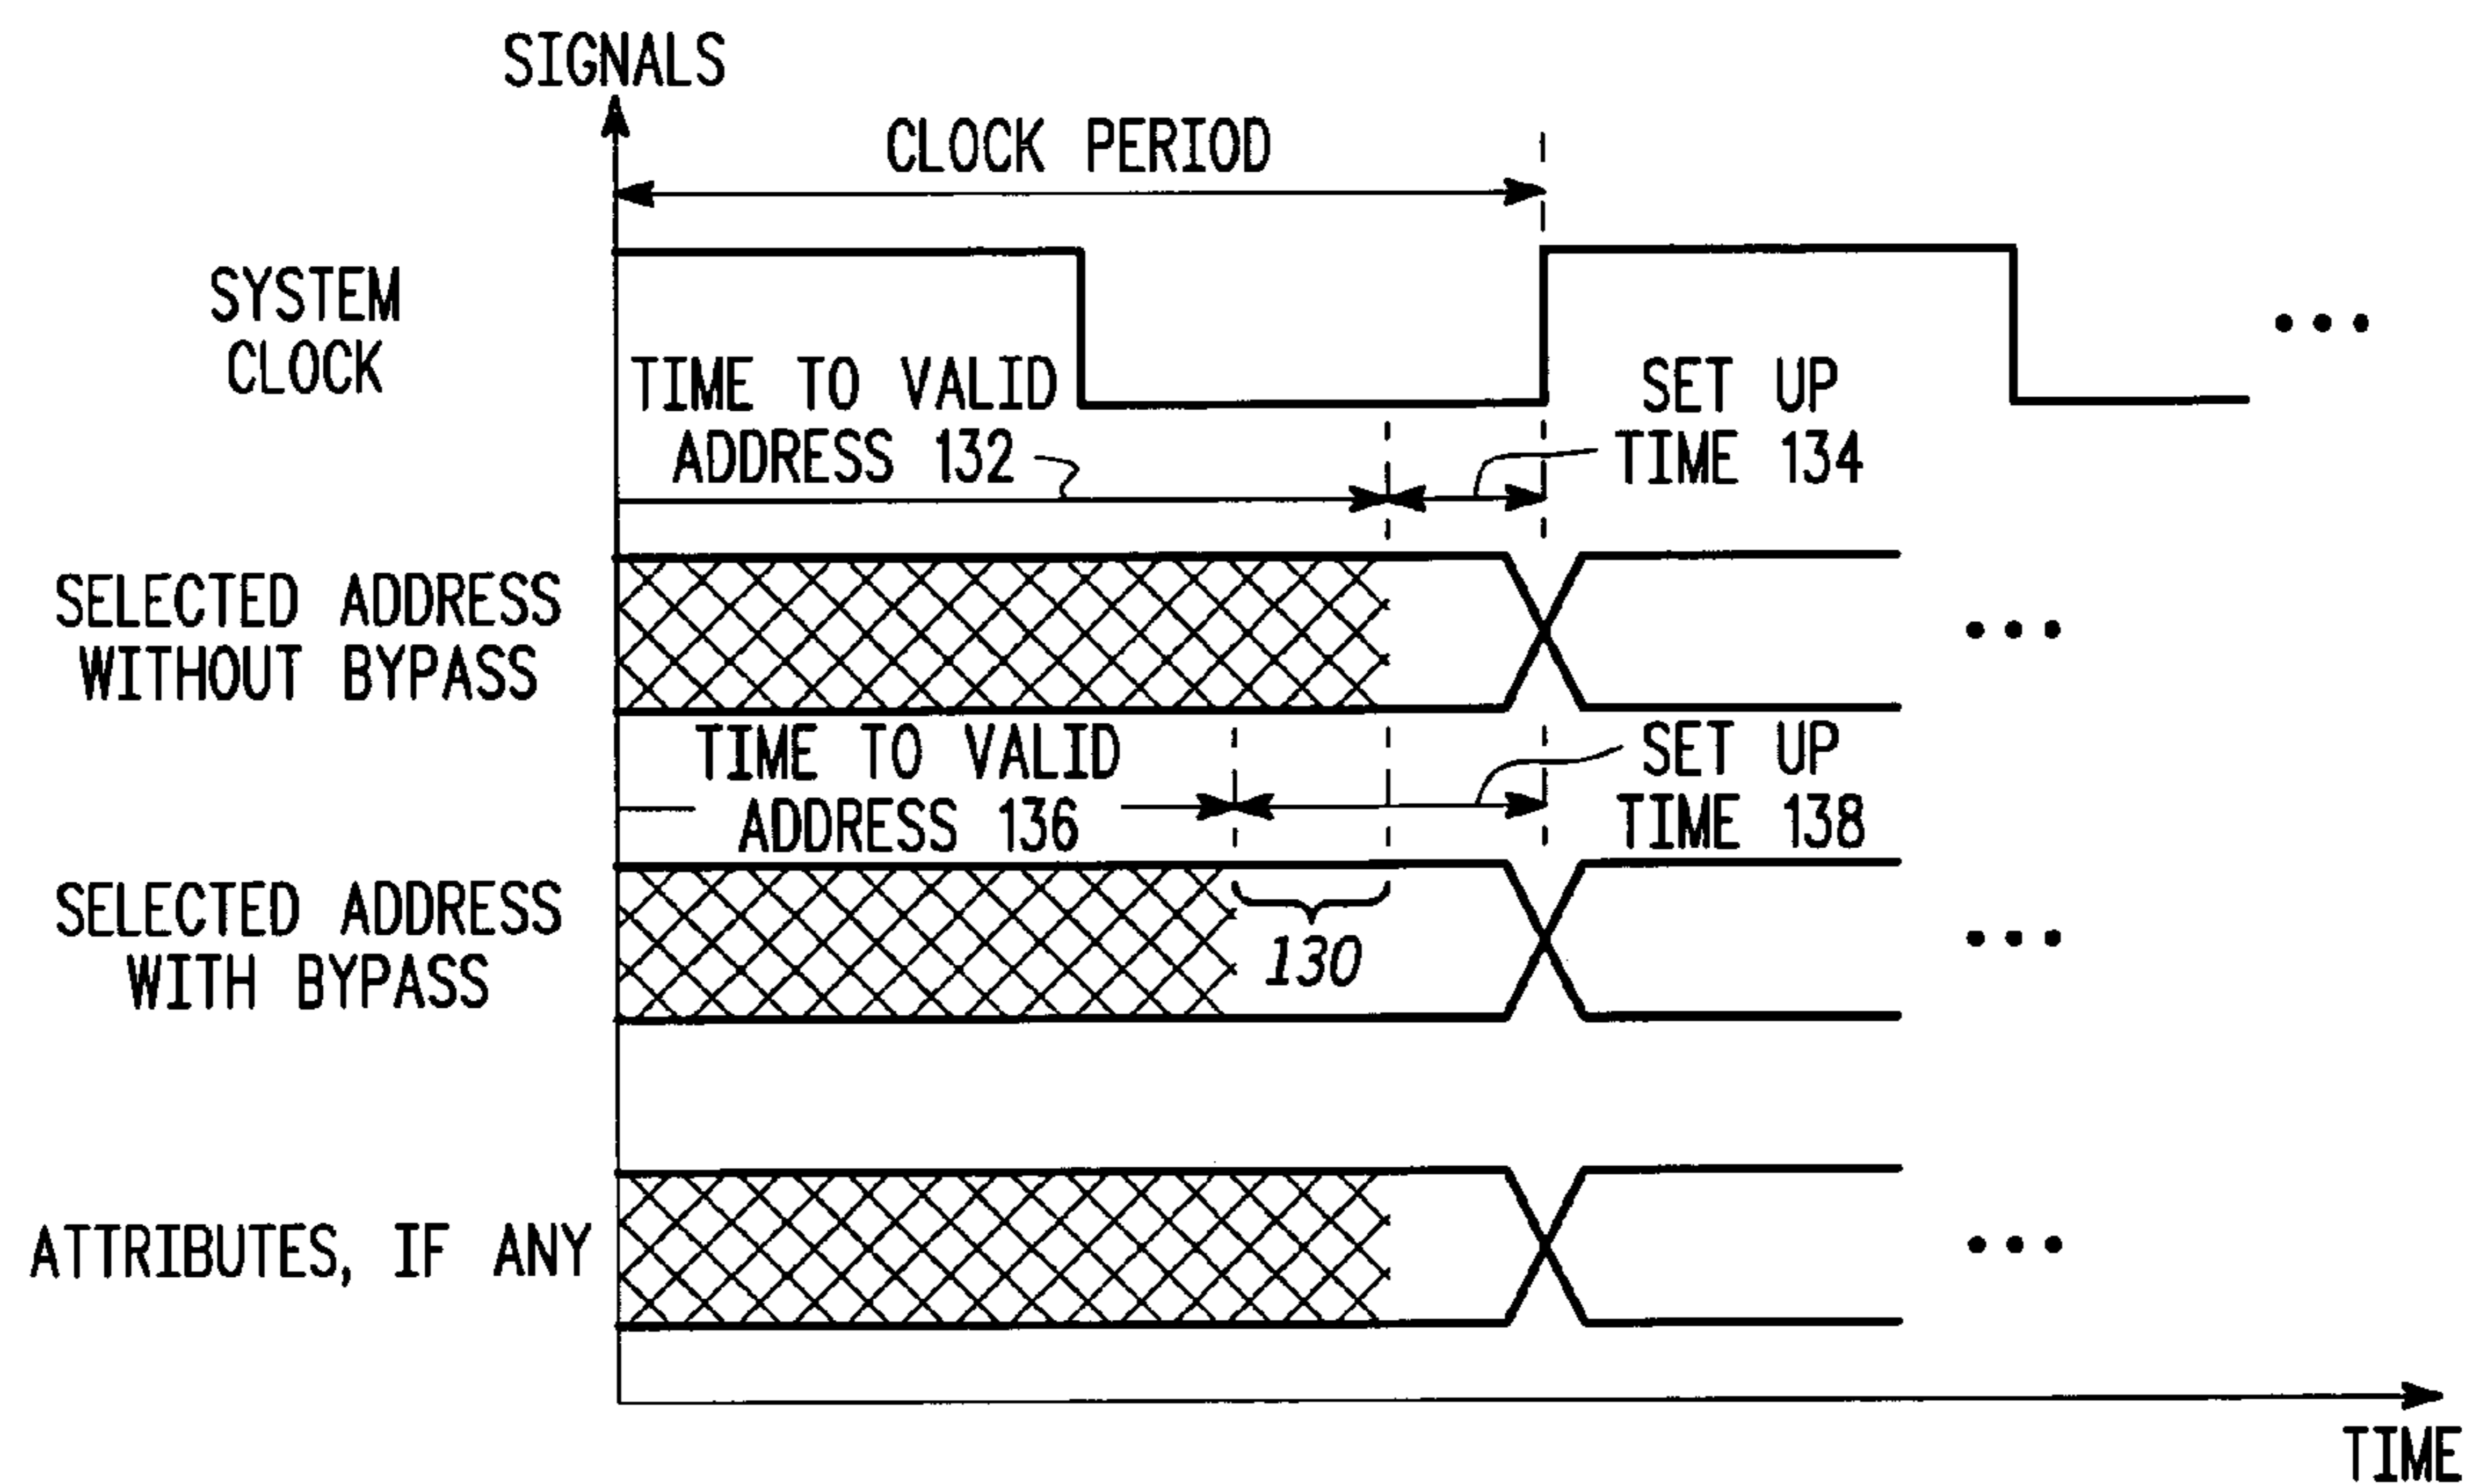 SIGNALS
CLOCK PERIOD
SYSTEM
CLOCK
TIME TO VALID
ADDRESS 132
SET UP
TIME 134
SELECTED ADDRESS
WITHOUT BYPASS
TIME TO VALID
ADDRESS 136
SET UP
TIME 138
SELECTED ADDRESS
WITH BYPASS
130
ATTRIBUTES, IF ANY
TIME